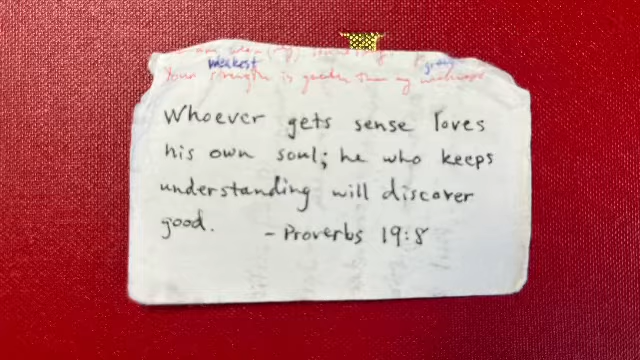 weakest
Your strength is greater than my weakness
Whoever gets sense loves
his own soul; he who keeps
understanding will discover
good. - Proverbs 19:8